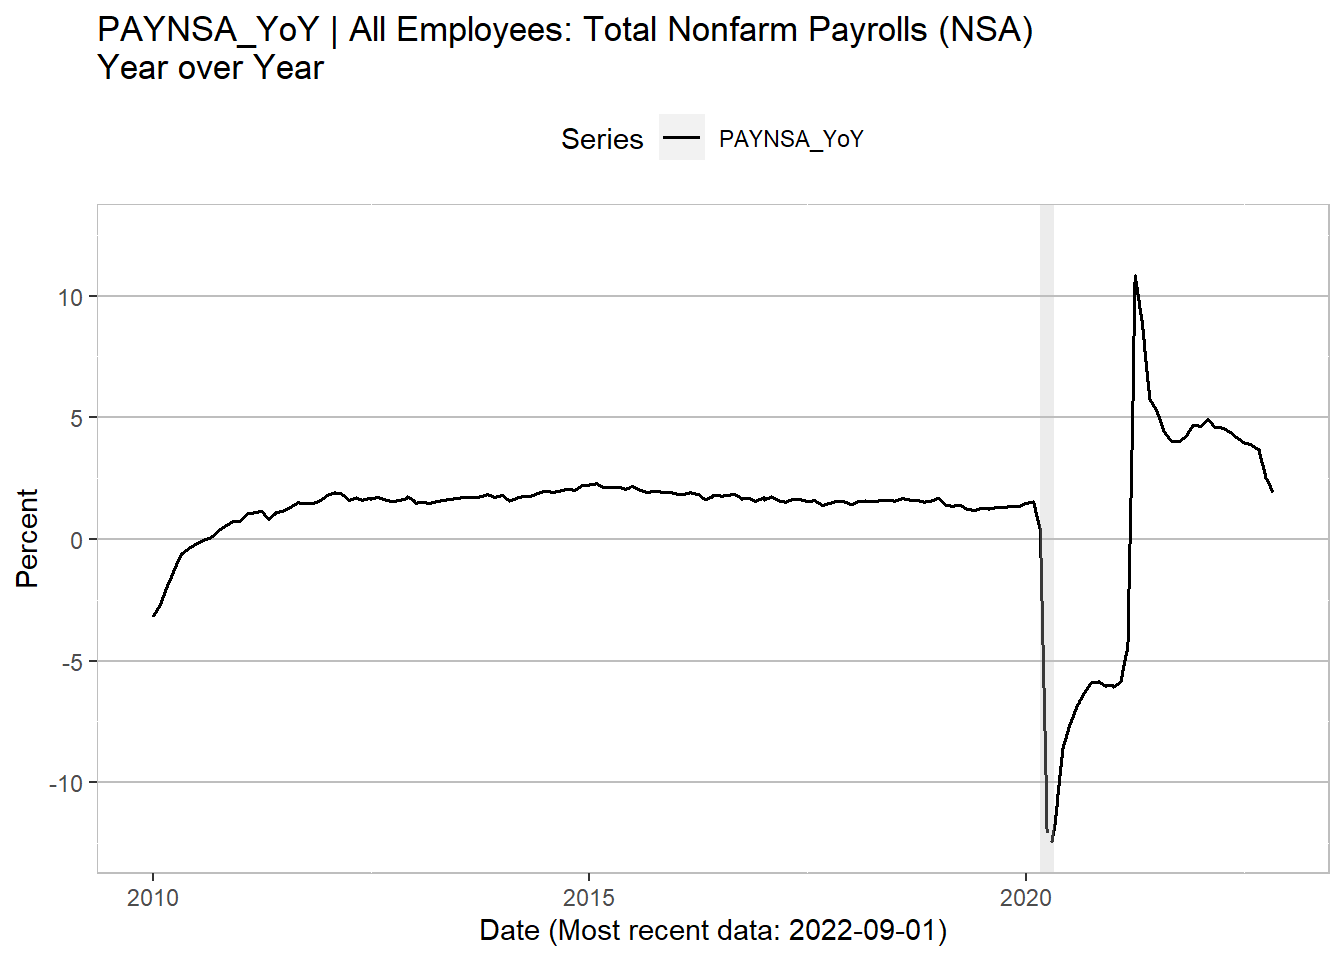 PAYNSA_YoY | All Employees: Total Nonfarm Payrolls (NSA)
Year over Year
Series PAYNSA_YoY
10
5
0
-5
-10
Percent
2010 2015 2020
Date (Most recent data: 2022-09-01)